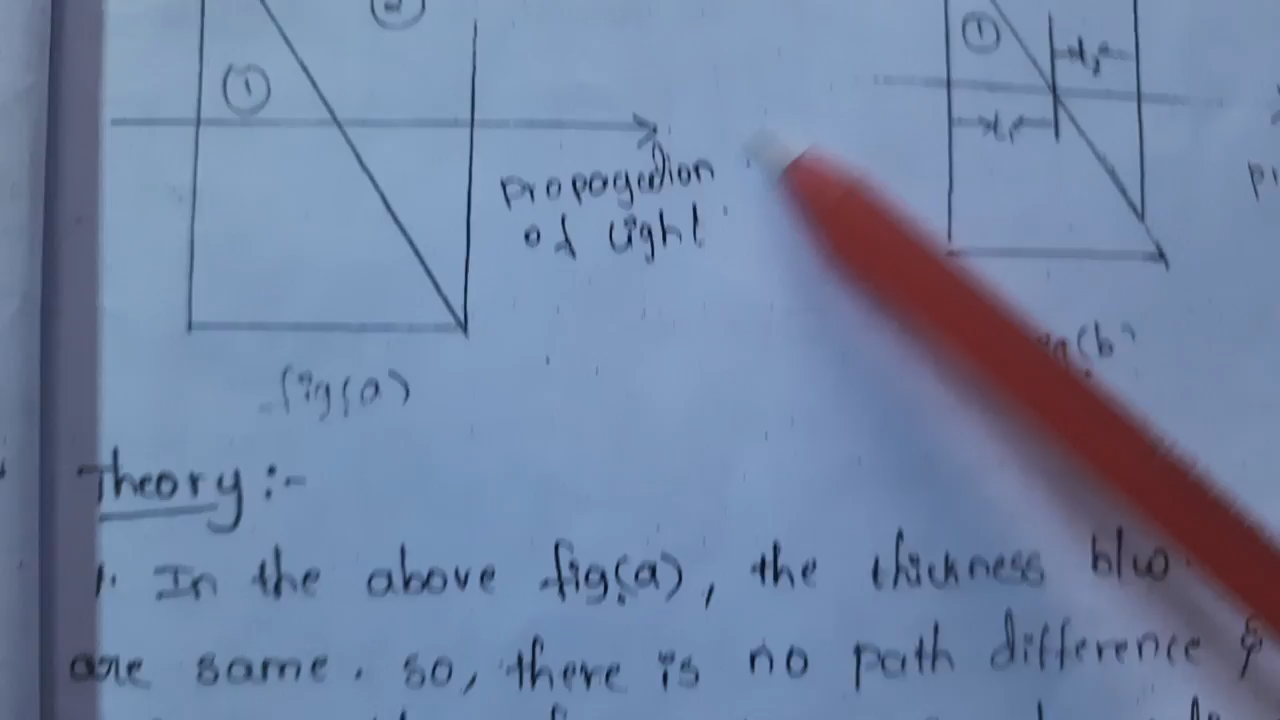 ②
①
①
propagation
of light
fig(a)
(b)
Theory :-
1. In the above fig(a), the thickness b/w
are same. so, there is no path difference &